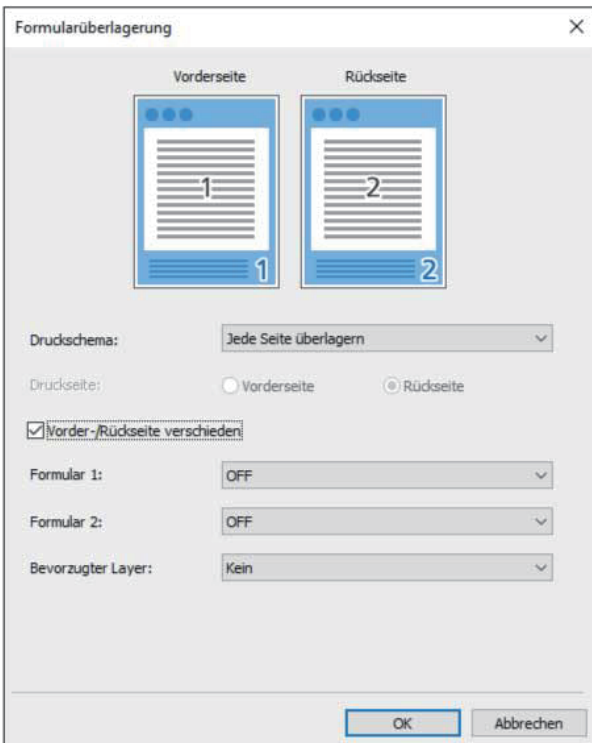 Formularüberlagerung
Vorderseite Rückseite
1 2
1 2
Druckschema: Jede Seite überlagern
Druckseite: Vorderseite Rückseite
Vorder-/Rückseite verschieden
Formular 1: OFF
Formular 2: OFF
Bevorzugter Layer: Kein
OK Abbrechen